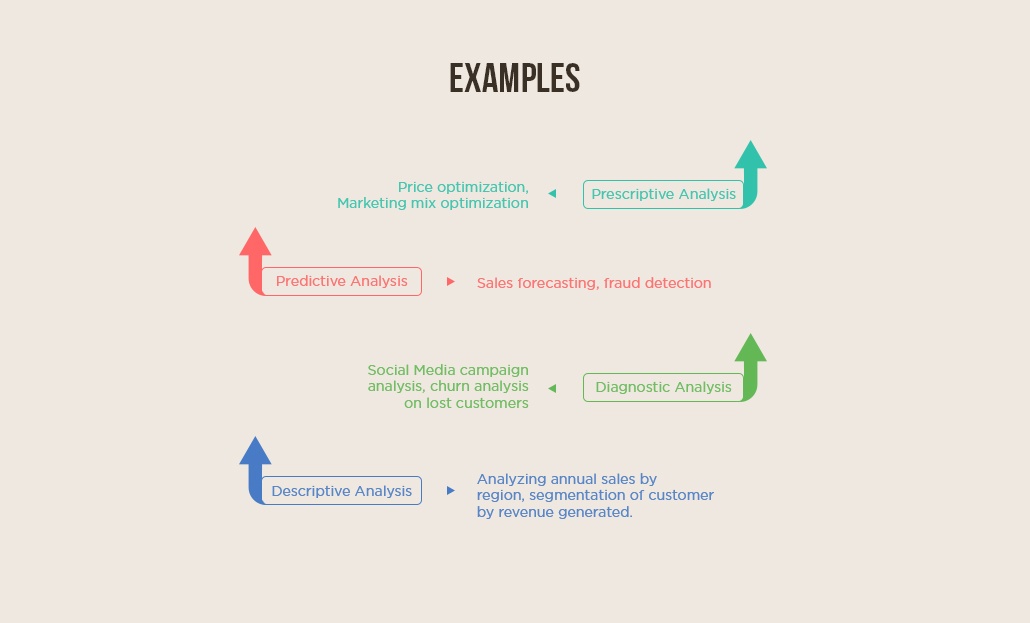 EXAMPLES
Price optimization,
Marketing mix optimization
Prescriptive Analysis
Predictive Analysis
Sales forecasting, fraud detection
Social Media campaign
analysis, churn analysis
on lost customers
Diagnostic Analysis
Descriptive Analysis
Analyzing annual sales by
region, segmentation of customer
by revenue generated.